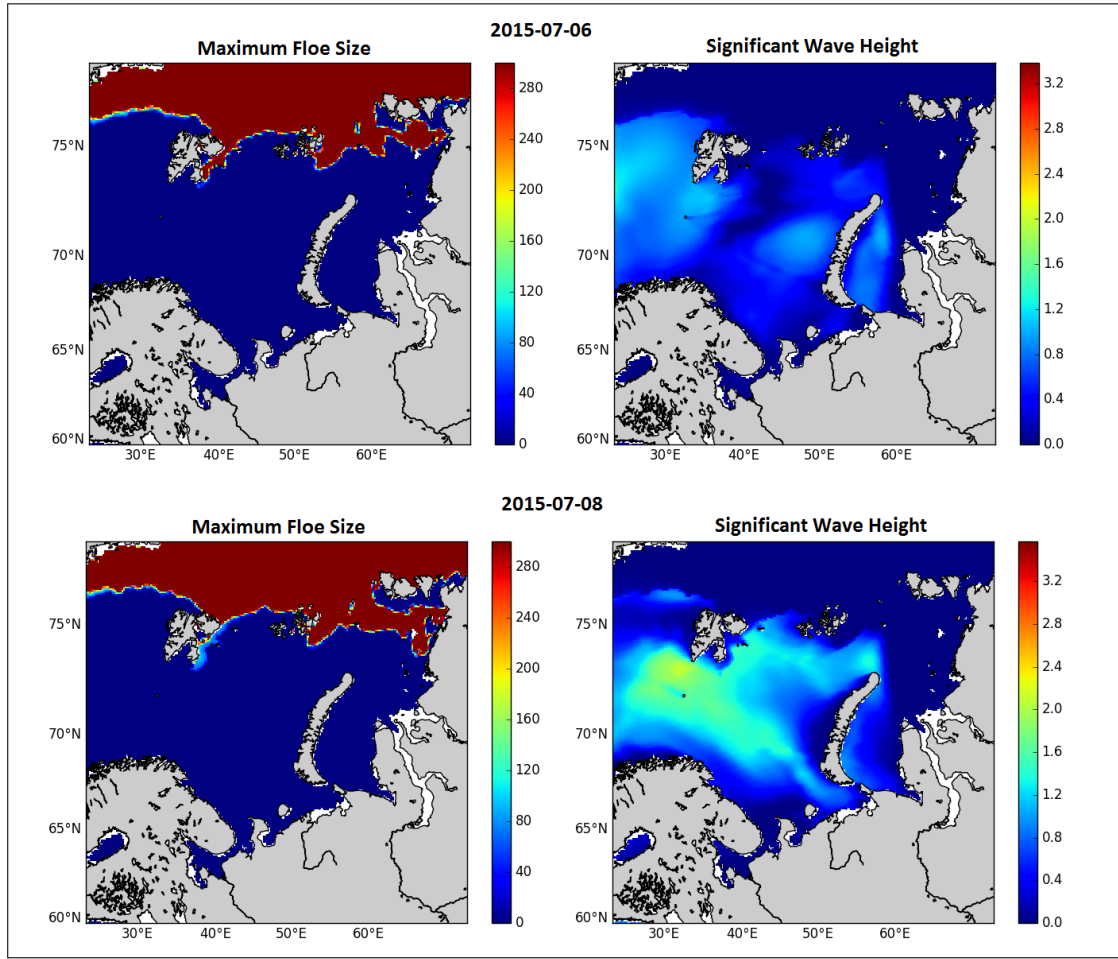 2015-07-06
Maximum Floe Size
Significant Wave Height
75°N
70°N
65°N
60°N
30°E 40°E 50°E 60°E
280
240
200
160
120
80
40
0
75°N
70°N
65°N
60°N
30°E 40°E 50°E 60°E
3.2
2.8
2.4
2.0
1.6
1.2
0.8
0.4
0.0
2015-07-08
Maximum Floe Size
Significant Wave Height
75°N
70°N
65°N
60°N
30°E 40°E 50°E 60°E
280
240
200
160
120
80
40
0
75°N
70°N
65°N
60°N
30°E 40°E 50°E 60°E
3.2
2.8
2.4
2.0
1.6
1.2
0.8
0.4
0.0